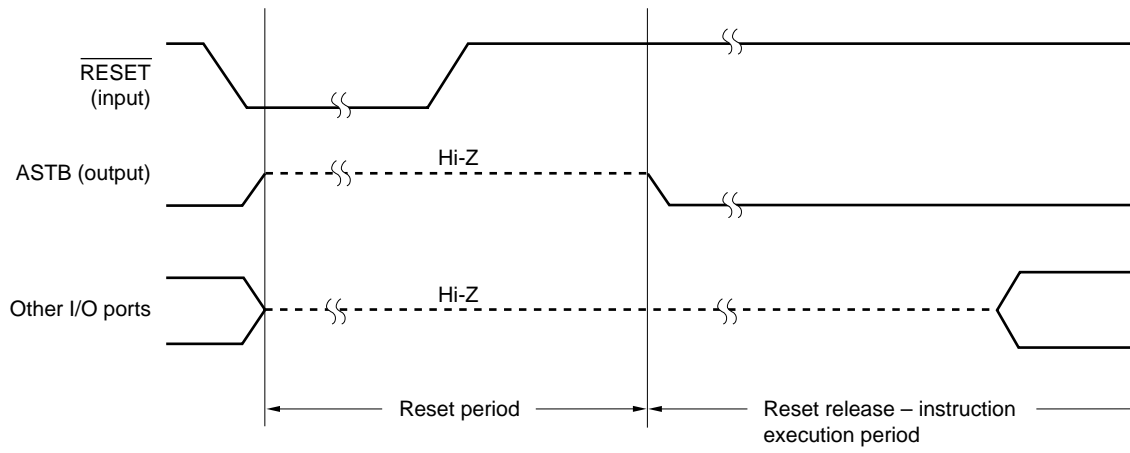 RESET
(input)
ASTB (output)
Hi-Z
Other I/O ports
Hi-Z
Reset period
Reset release – instruction
execution period